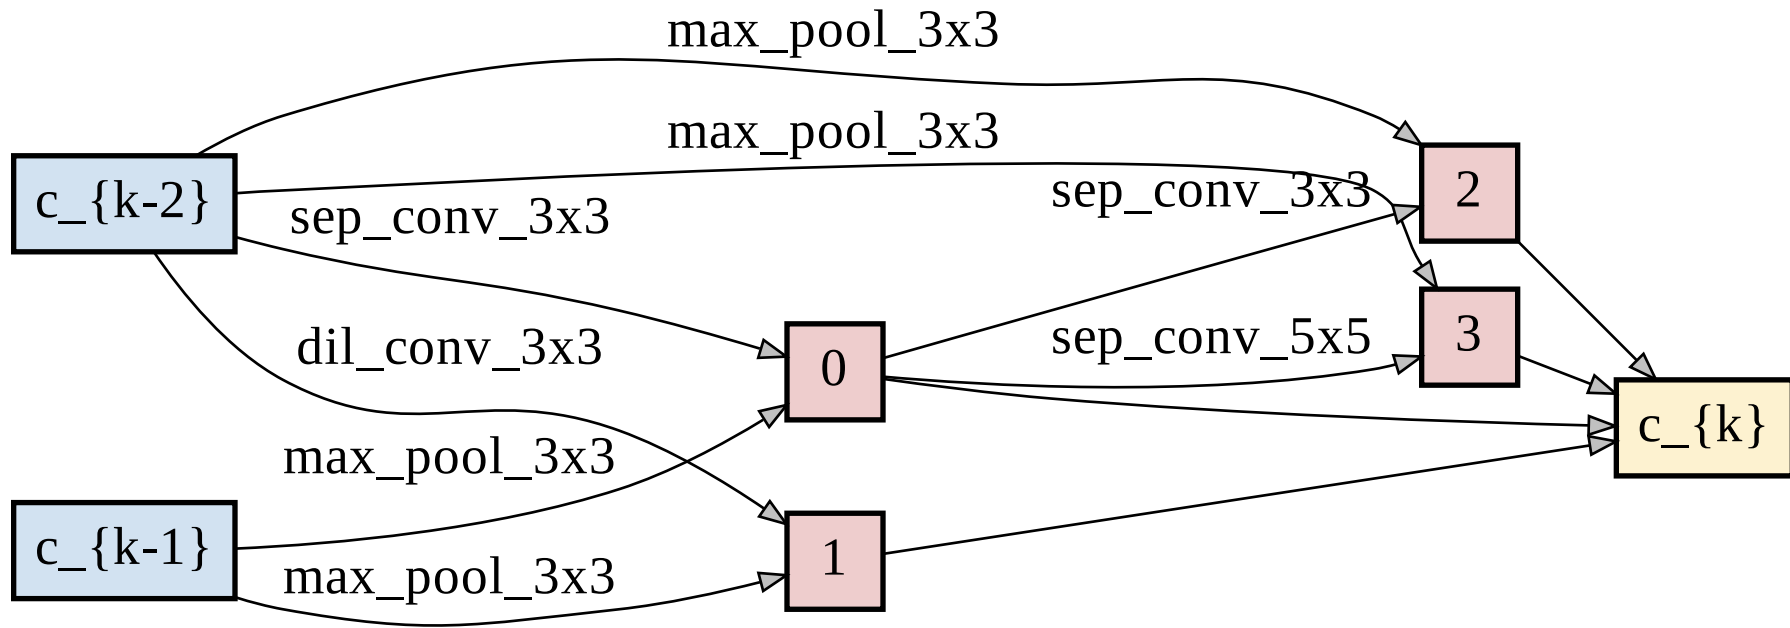 max_pool_3x3
max_pool_3x3
c_{k-2}
sep_conv_3x3
2
sep_conv_3x3
dil_conv_3x3
0
sep_conv_5x5
3
c_{k}
max_pool_3x3
c_{k-1}
max_pool_3x3
1